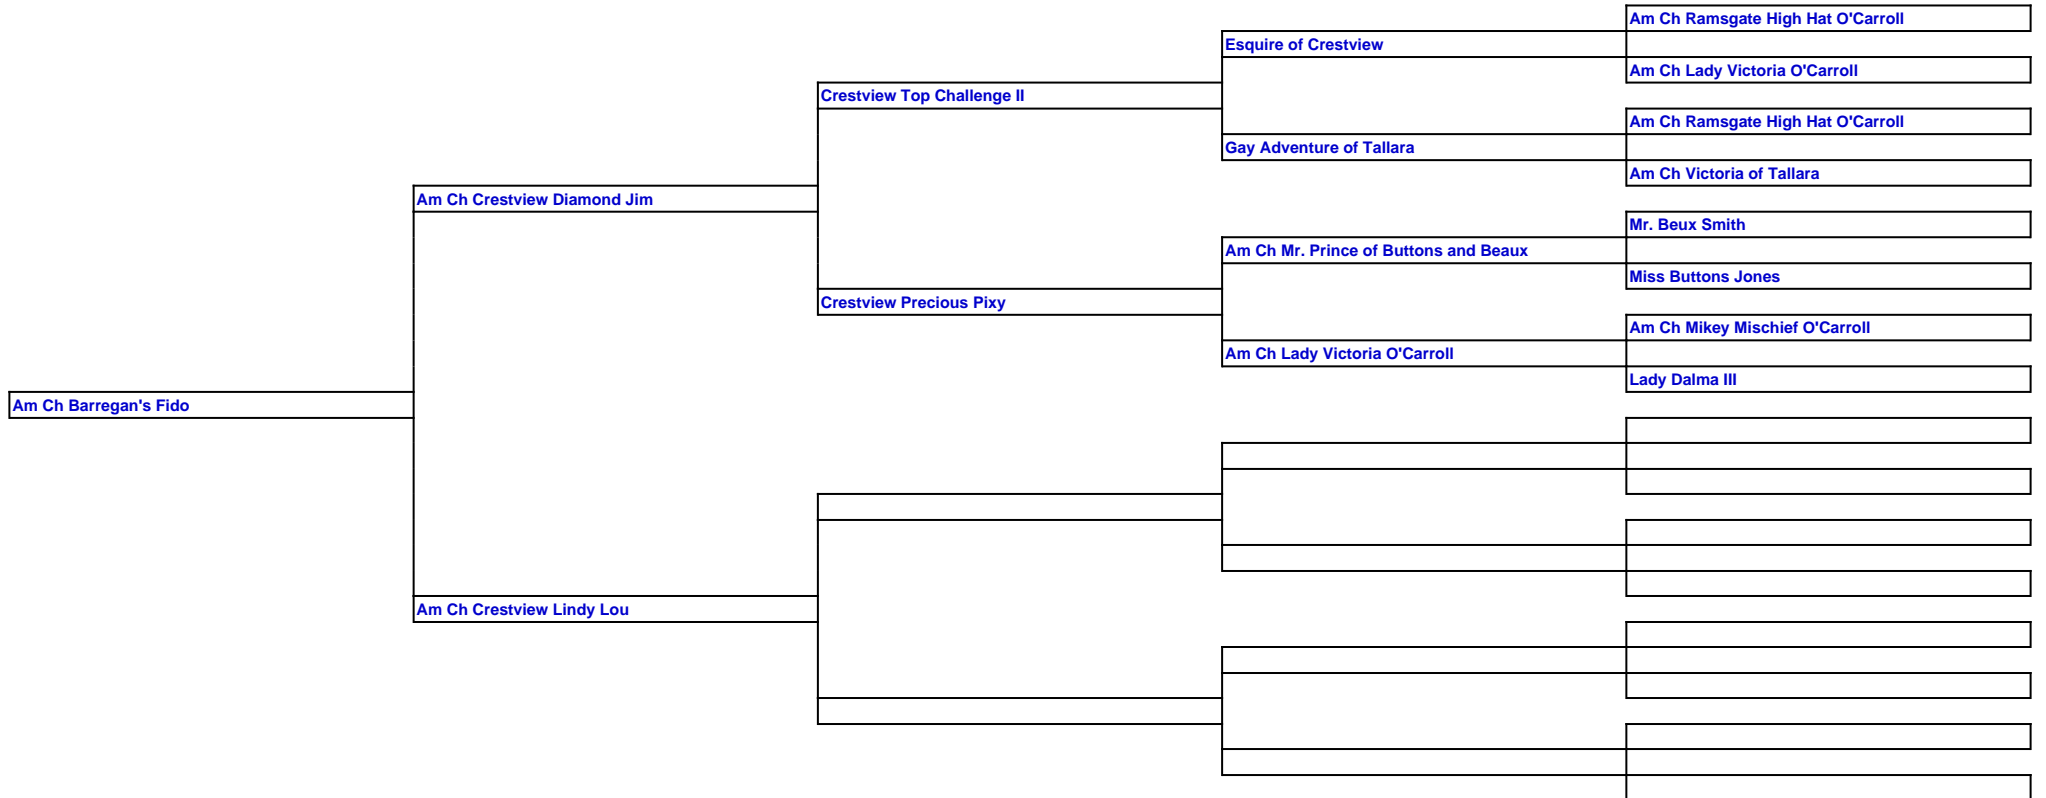 Am Ch Ramsgate High Hat O'Carroll
Esquire of Crestview
Am Ch Lady Victoria O'Carroll
Crestview Top Challenge II
Am Ch Ramsgate High Hat O'Carroll
Gay Adventure of Tallara
Am Ch Victoria of Tallara
Am Ch Crestview Diamond Jim
Mr. Beux Smith
Am Ch Mr. Prince of Buttons and Beaux
Miss Buttons Jones
Crestview Precious Pixy
Am Ch Mikey Mischief O'Carroll
Am Ch Lady Victoria O'Carroll
Lady Dalma III
Am Ch Barregan's Fido
Am Ch Crestview Lindy Lou